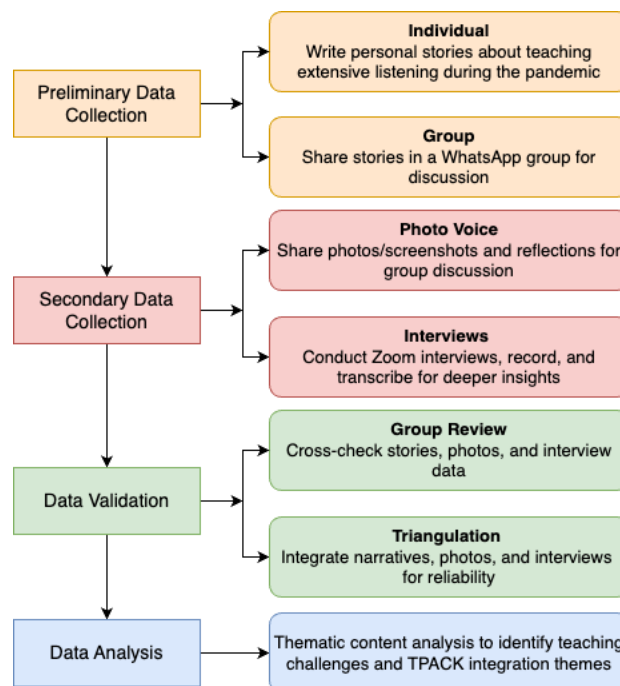 Individual
Write personal stories about teaching
extensive listening during the pandemic
Preliminary Data
Collection
Group
Share stories in a WhatsApp group for
discussion
Photo Voice
Share photos/screenshots and reflections for
group discussion
Secondary Data
Collection
Interviews
Conduct Zoom interviews, record, and
transcribe for deeper insights
Group Review
Cross-check stories, photos, and interview
data
Data Validation
Triangulation
Integrate narratives, photos, and interviews
for reliability
Data Analysis
Thematic content analysis to identify teaching
challenges and TPACK integration themes